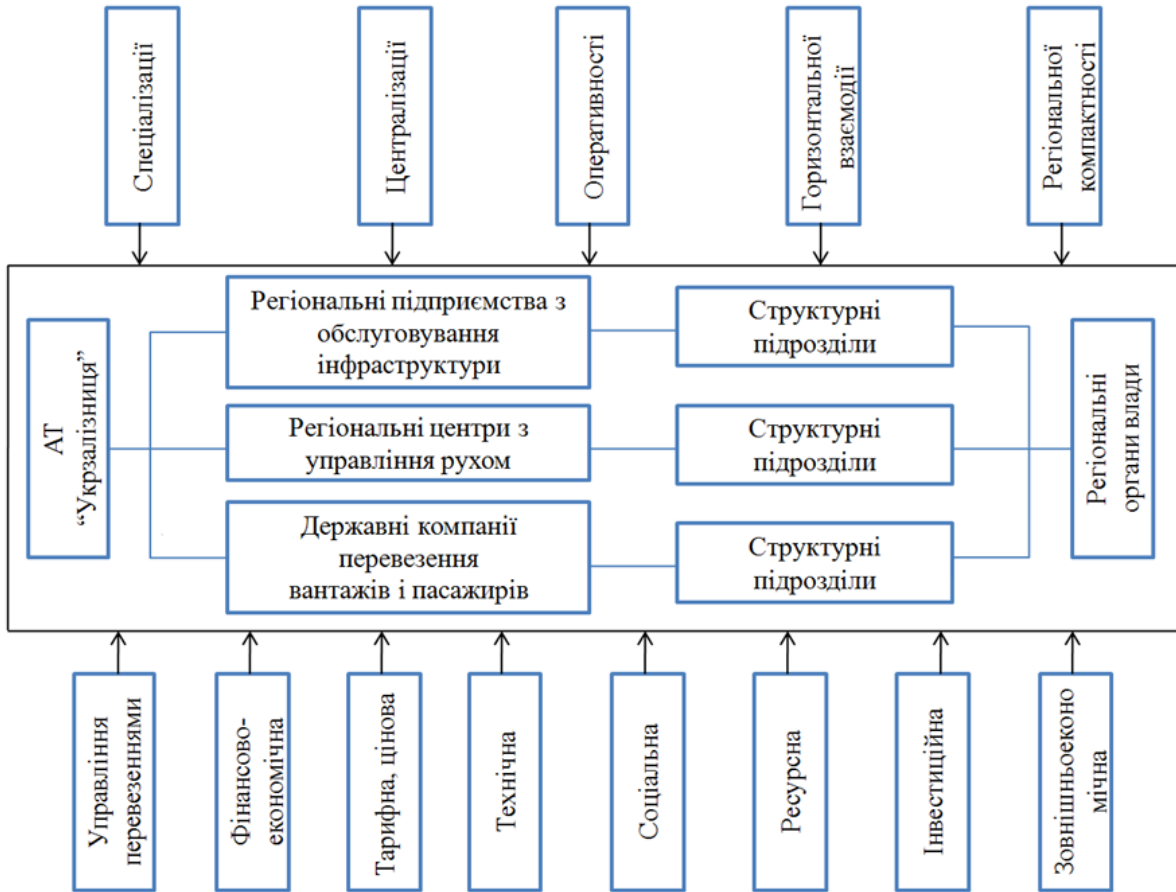 Спеціалізації
Централізації
Оперативності
Горизонтальної
взаємодії
Регіональної
компактності
АТ
“Укрзалізниця”
Регіональні підприємства з
обслуговування
інфраструктури
Структурні
підрозділи
Регіональні центри з
управління рухом
Структурні
підрозділи
Державні компанії
перевезення
вантажів і пасажирів
Структурні
підрозділи
Регіональні
органи влади
Управління
перевезеннями
Фінансово-
економічна
Тарифна, цінова
Технічна
Соціальна
Ресурсна
Інвестиційна
Зовнішньоеконо
мічна